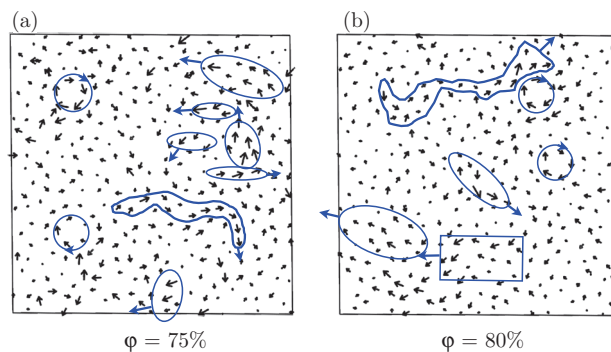 (a)
(b)
φ = 75%
φ = 80%